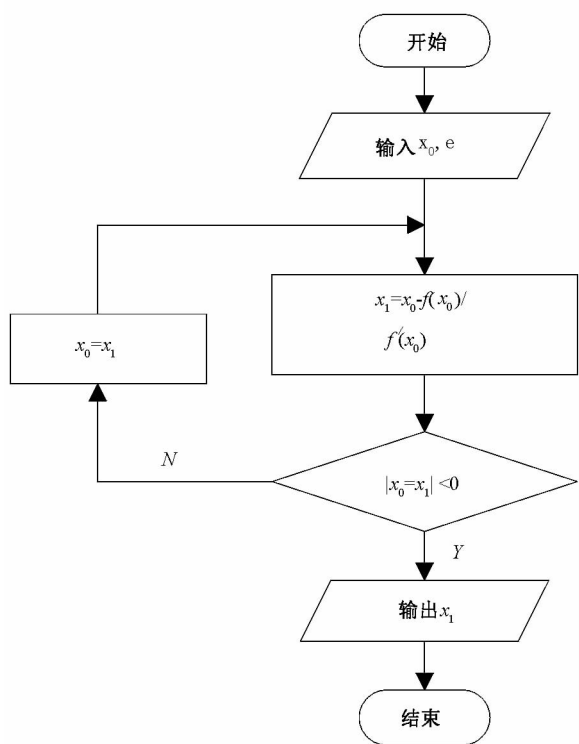 开始
输入x₀, e
x₁=x₀-f(x₀)/
f′(x₀)
x₀=x₁
N
|x₀=x₁| <0
Y
输出x₁
结束